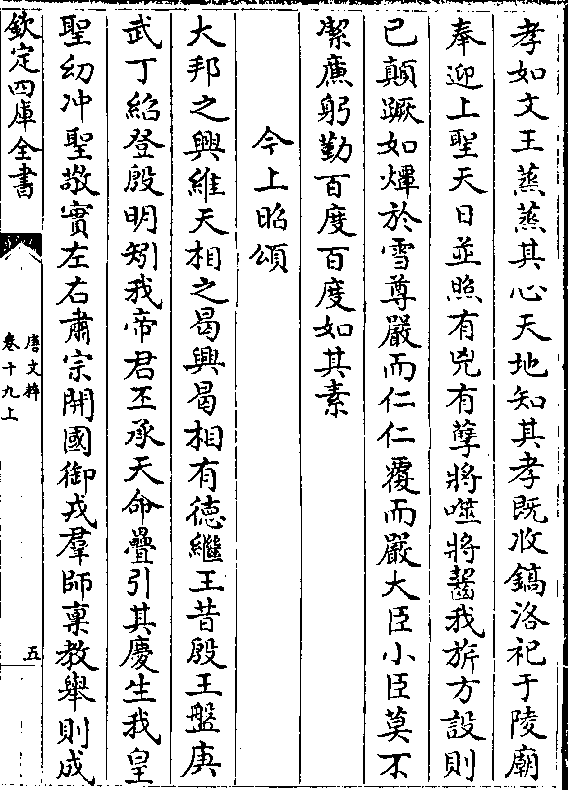 孝如文王蒸蒸其心天地知其孝既收鎬洛祀于陵廟
奉迎上聖天日並照有兇有孽將噬將齧我旂方設則
已顛蹶如燀於雪尊嚴而仁仁覆而嚴大臣小臣莫不
潔廉躬勤百度百度如其素
今上昭頌
大邦之興維天相之曷興曷相有德繼王昔殷王盤庚
武丁紹登殷明矧我帝君丕承天命疊引其慶生我皇
聖幼冲聖敬實左右肅宗開國御戎羣師稟教舉則成
欽定四庫全書
唐文粹
卷十九上
五